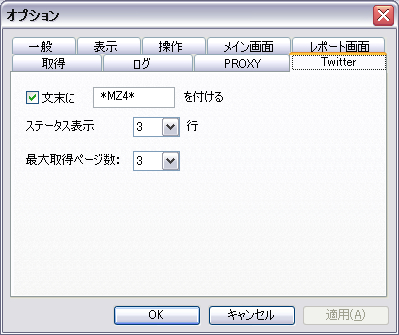 オプション
一般 表示 操作 メイン画面 レポート画面
取得 ログ PROXY Twitter
文末に *MZ4* を付ける
ステータス表示 3 行
最大取得ページ数: 3
OK キャンセル 適用(A)